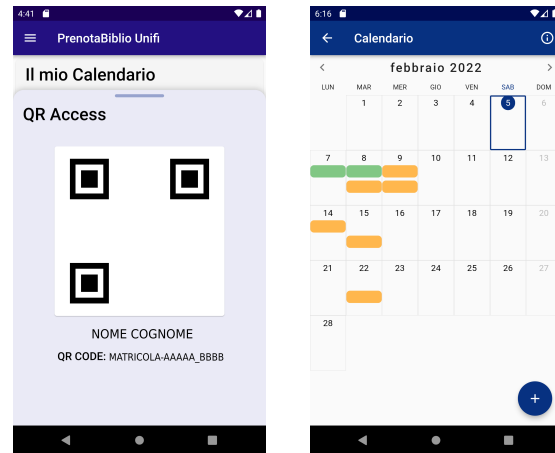 4:41
PrenotaBiblio Unifi
Il mio Calendario
QR Access
NOME COGNOME
QR CODE: MATRICOLA-AAAAA_BBBB
6:16
Calendario
febbraio 2022
LUN MAR MER GIO VEN SAB DOM
1 2 3 4 5 6
7 8 9 10 11 12 13
14 15 16 17 18 19 20
21 22 23 24 25 26 27
28